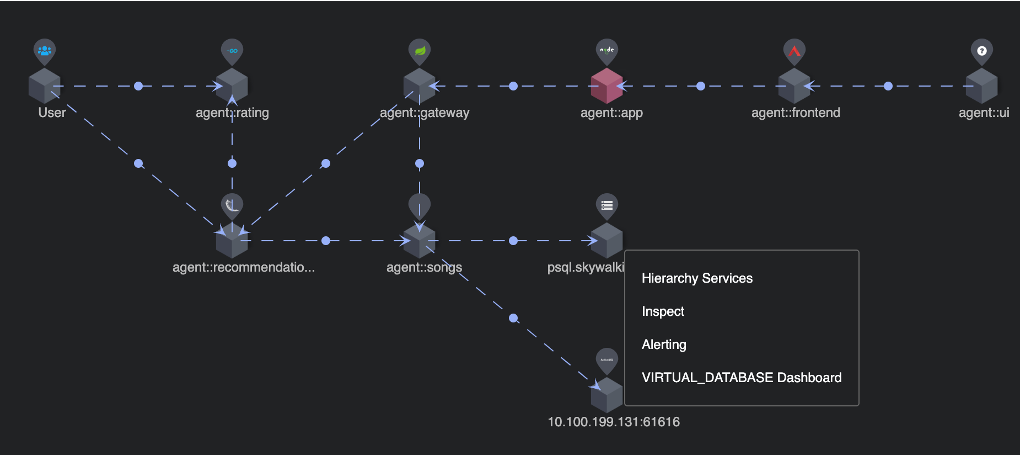 GO
node
?
User
agent::rating
agent::gateway
agent::app
agent::frontend
agent::ui
agent::recommendatio...
agent::songs
psql.skywalki
Hierarchy Services
Inspect
Alerting
VIRTUAL_DATABASE Dashboard
10.100.199.131:61616